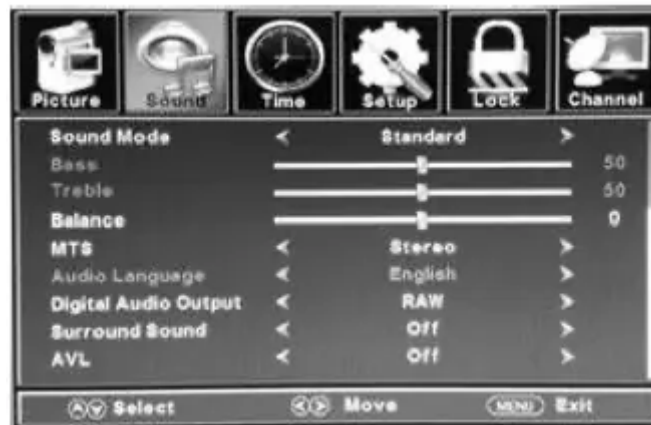 Picture Sound Time Setup Lock Channel
Sound Mode Standard
Bass 50
Treble 50
Balance 0
MTS Stereo
Audio Language English
Digital Audio Output RAW
Surround Sound Off
AVL Off
Select Move MENU Exit